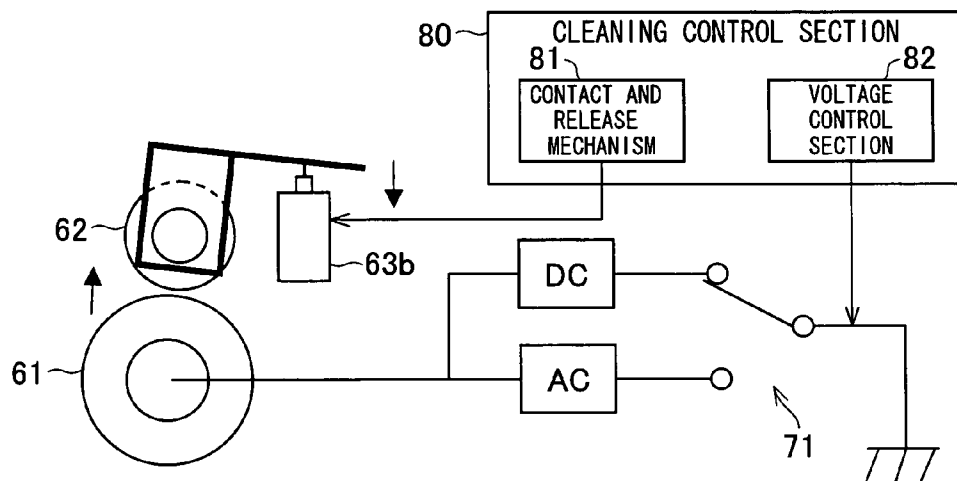 80
CLEANING CONTROL SECTION
81
82
CONTACT AND
RELEASE
MECHANISM
VOLTAGE
CONTROL
SECTION
62
63b
DC
61
AC
71